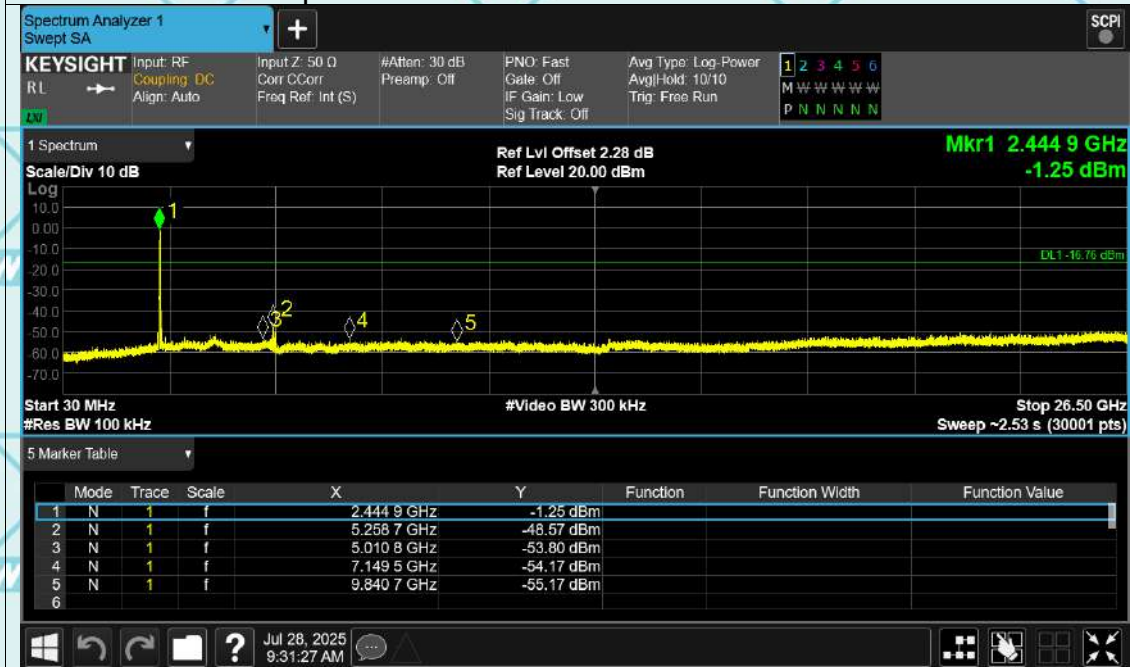 Spectrum Analyzer 1
Swept SA
+
SCPI
KEYSIGHT
RL
LXI
Input: RF
Coupling: DC
Align: Auto
Input Z: 50 Ω
Corr CCorr
Freq Ref: Int (S)
#Atten: 30 dB
Preamp: Off
PNO: Fast
Gate: Off
IF Gain: Low
Sig Track: Off
Avg Type: Log-Power
Avg|Hold: 10/10
Trig: Free Run
1 2 3 4 5 6
M W W W W W
P N N N N N
1 Spectrum
Scale/Div 10 dB
Ref Lvl Offset 2.28 dB
Ref Level 20.00 dBm
Mkr1 2.444 9 GHz
-1.25 dBm
Log
10.0
0.00
-10.0
-20.0
-30.0
-40.0
-50.0
-60.0
-70.0
1
DL1 -16.76 dBm
2
3
4
5
Start 30 MHz
#Res BW 100 kHz
#Video BW 300 kHz
Stop 26.50 GHz
Sweep ~2.53 s (30001 pts)
5 Marker Table
Mode Trace Scale X Y Function Function Width Function Value
1 N 1 f 2.444 9 GHz -1.25 dBm
2 N 1 f 5.258 7 GHz -48.57 dBm
3 N 1 f 5.010 8 GHz -53.80 dBm
4 N 1 f 7.149 5 GHz -54.17 dBm
5 N 1 f 9.840 7 GHz -55.17 dBm
6
?
Jul 28, 2025
9:31:27 AM